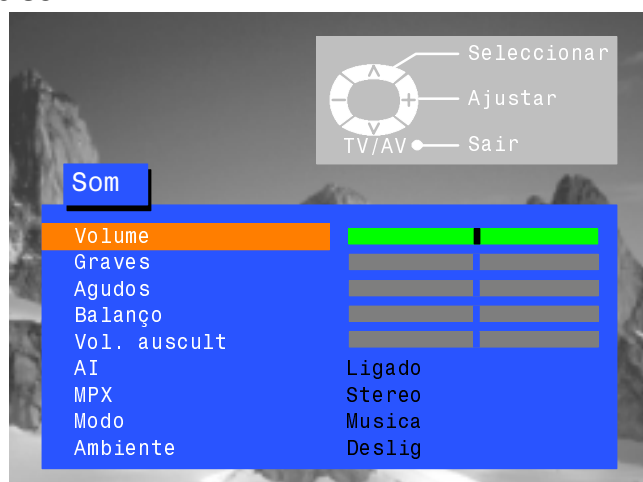 Seleccionar
Ajustar
TV/AV Sair
Som
Volume
Graves
Agudos
Balanço
Vol. auscult
AI Ligado
MPX Stereo
Modo Musica
Ambiente Deslig